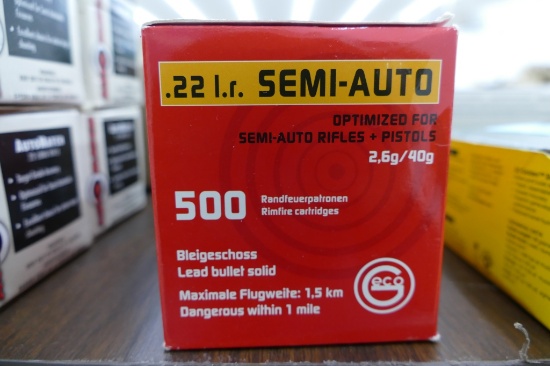 .22 l.r. SEMI-AUTO
OPTIMIZED FOR
SEMI-AUTO RIFLES + PISTOLS
2,6g/40g
500
Randfeuerpatronen
Rimfire cartridges
Bleigeschoss
Lead bullet solid
Maximale Flugweite: 1,5 km
Dangerous within 1 mile
Geco